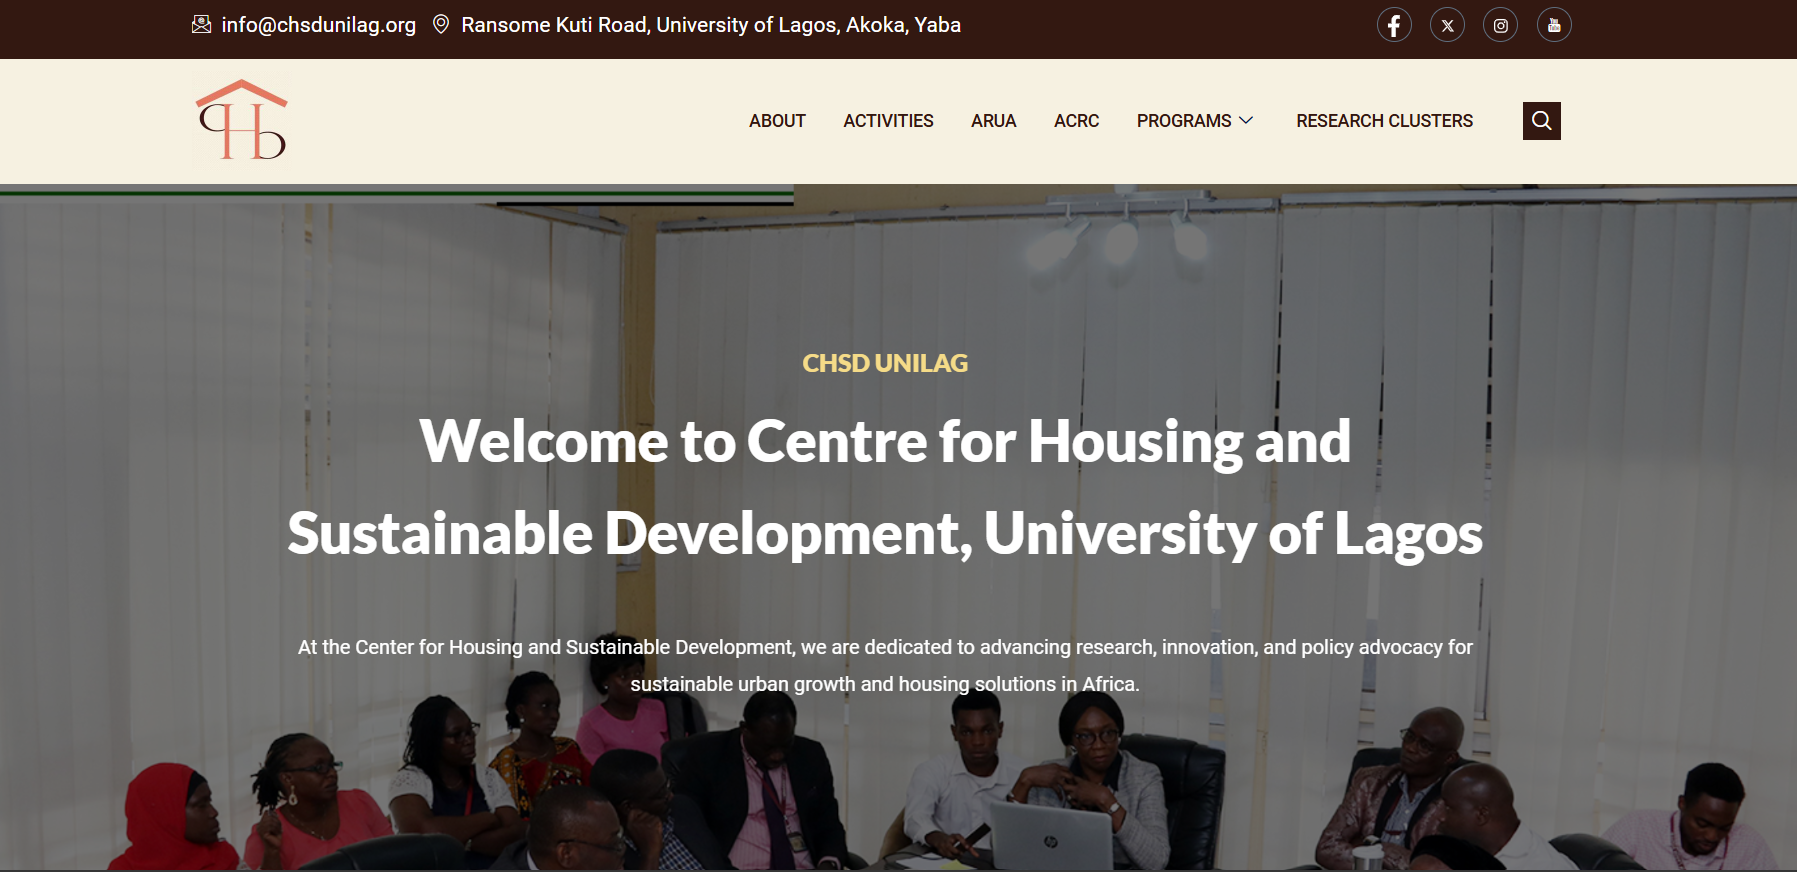 info@chsdunilag.org Ransome Kuti Road, University of Lagos, Akoka, Yaba
ABOUT ACTIVITIES ARUA ACRC PROGRAMS RESEARCH CLUSTERS
CHSD UNILAG
Welcome to Centre for Housing and
Sustainable Development, University of Lagos
At the Center for Housing and Sustainable Development, we are dedicated to advancing research, innovation, and policy advocacy for
sustainable urban growth and housing solutions in Africa.
hp